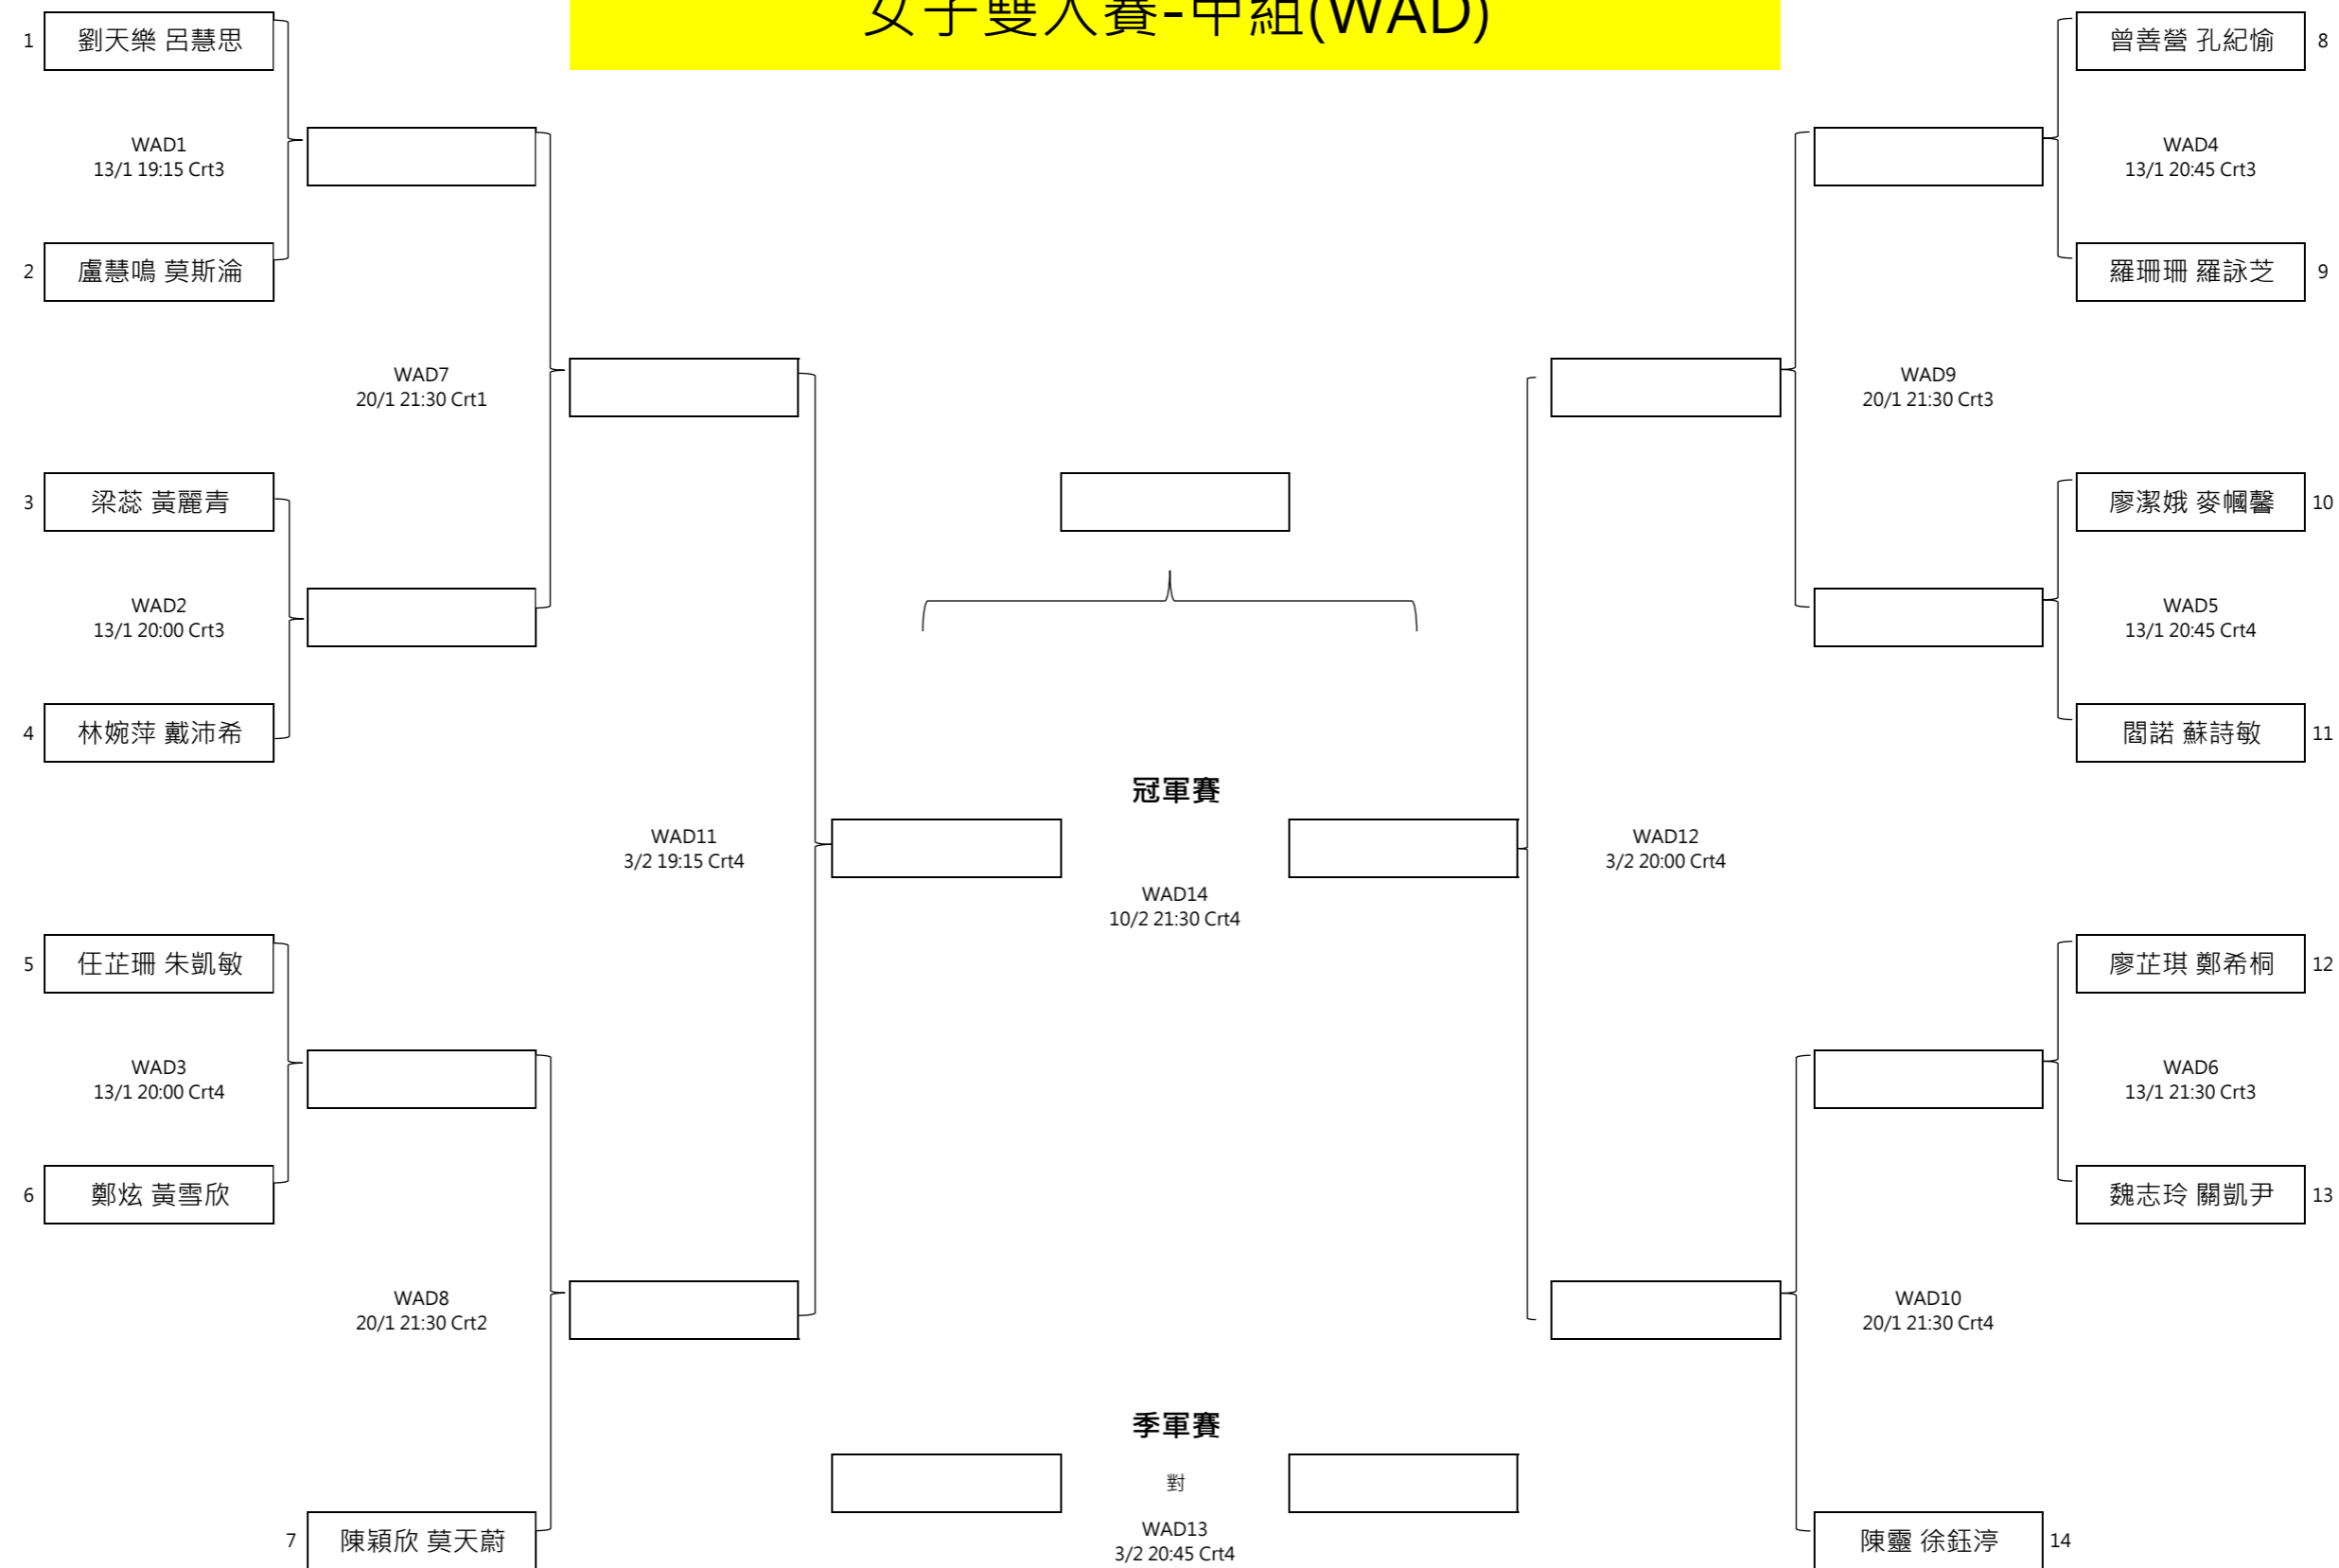 女子雙人賽-甲組(WAD)
1 劉天樂 呂慧思
曾善營 孔紀愉 8
WAD1
13/1 19:15 Crt3
WAD4
13/1 20:45 Crt3
2 盧慧鳴 莫斯淪
羅珊珊 羅詠芝 9
WAD7
20/1 21:30 Crt1
WAD9
20/1 21:30 Crt3
3 梁蕊 黃麗青
廖潔娥 麥幗馨 10
WAD2
13/1 20:00 Crt3
WAD5
13/1 20:45 Crt4
4 林婉萍 戴沛希
閻諾 蘇詩敏 11
冠軍賽
WAD11
3/2 19:15 Crt4
WAD12
3/2 20:00 Crt4
WAD14
10/2 21:30 Crt4
5 任芷珊 朱凱敏
廖芷琪 鄭希桐 12
WAD3
13/1 20:00 Crt4
WAD6
13/1 21:30 Crt3
6 鄭炫 黃雪欣
魏志玲 關凱尹 13
WAD8
20/1 21:30 Crt2
WAD10
20/1 21:30 Crt4
季軍賽
對
7 陳穎欣 莫天蔚
WAD13
3/2 20:45 Crt4
陳靈 徐鈺渟 14